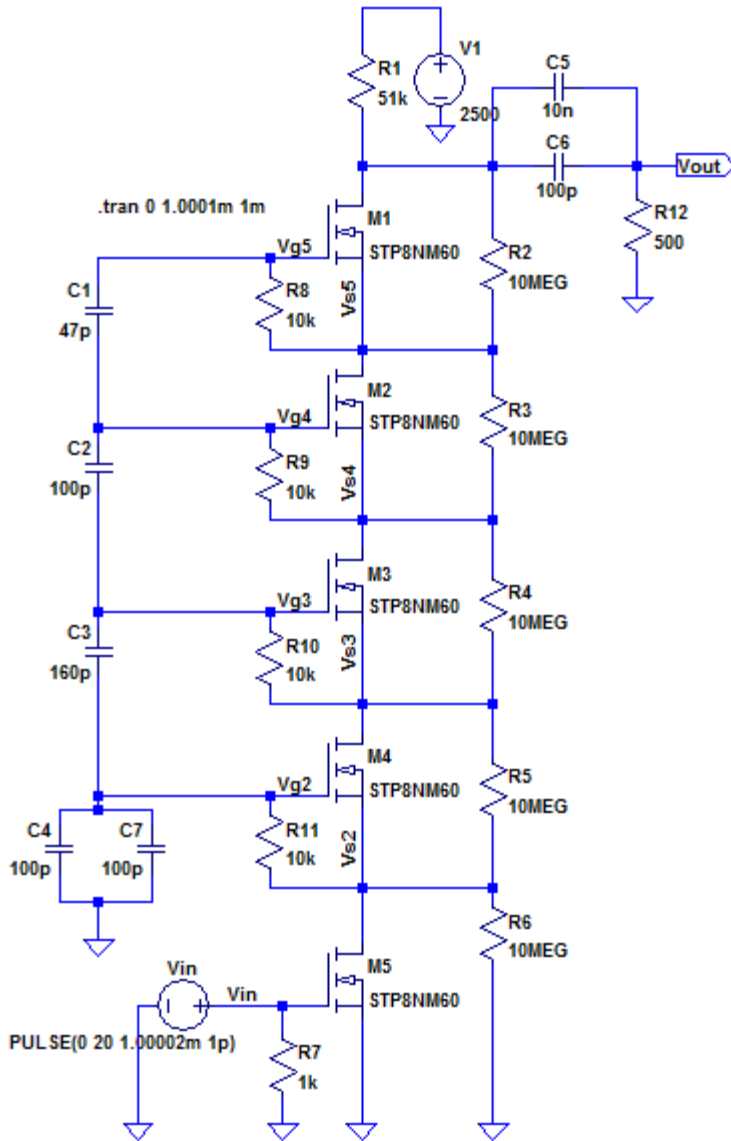 R1
51k
V1
2500
C5
10n
C6
100p
Vout
R12
500
.tran 0 1.0001m 1m
M1
STP8NM60
Vg5
Vs5
R8
10k
R2
10MEG
C1
47p
M2
STP8NM60
Vg4
Vs4
R9
10k
R3
10MEG
C2
100p
M3
STP8NM60
Vg3
Vs3
R10
10k
R4
10MEG
C3
160p
M4
STP8NM60
Vg2
Vs2
R11
10k
R5
10MEG
C4
100p
C7
100p
M5
STP8NM60
R6
10MEG
Vin
Vin
PULSE(0 20 1.00002m 1p)
R7
1k